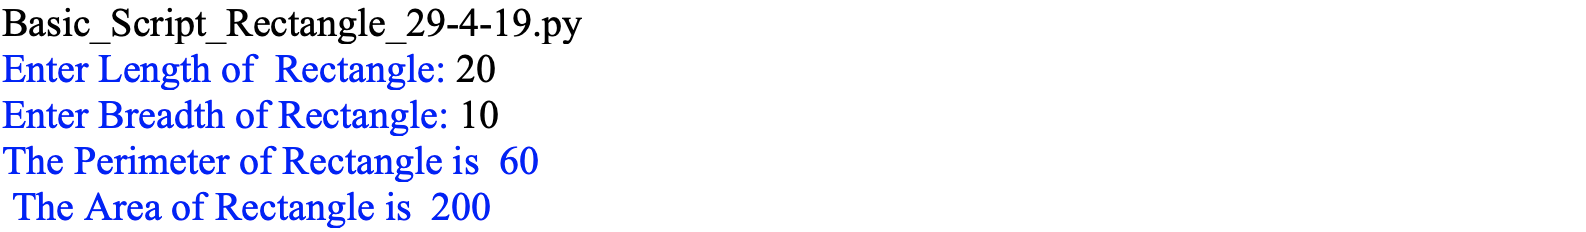 Basic_Script_Rectangle_29-4-19.py
Enter Length of  Rectangle: 20
Enter Breadth of Rectangle: 10
The Perimeter of Rectangle is  60
 The Area of Rectangle is  200